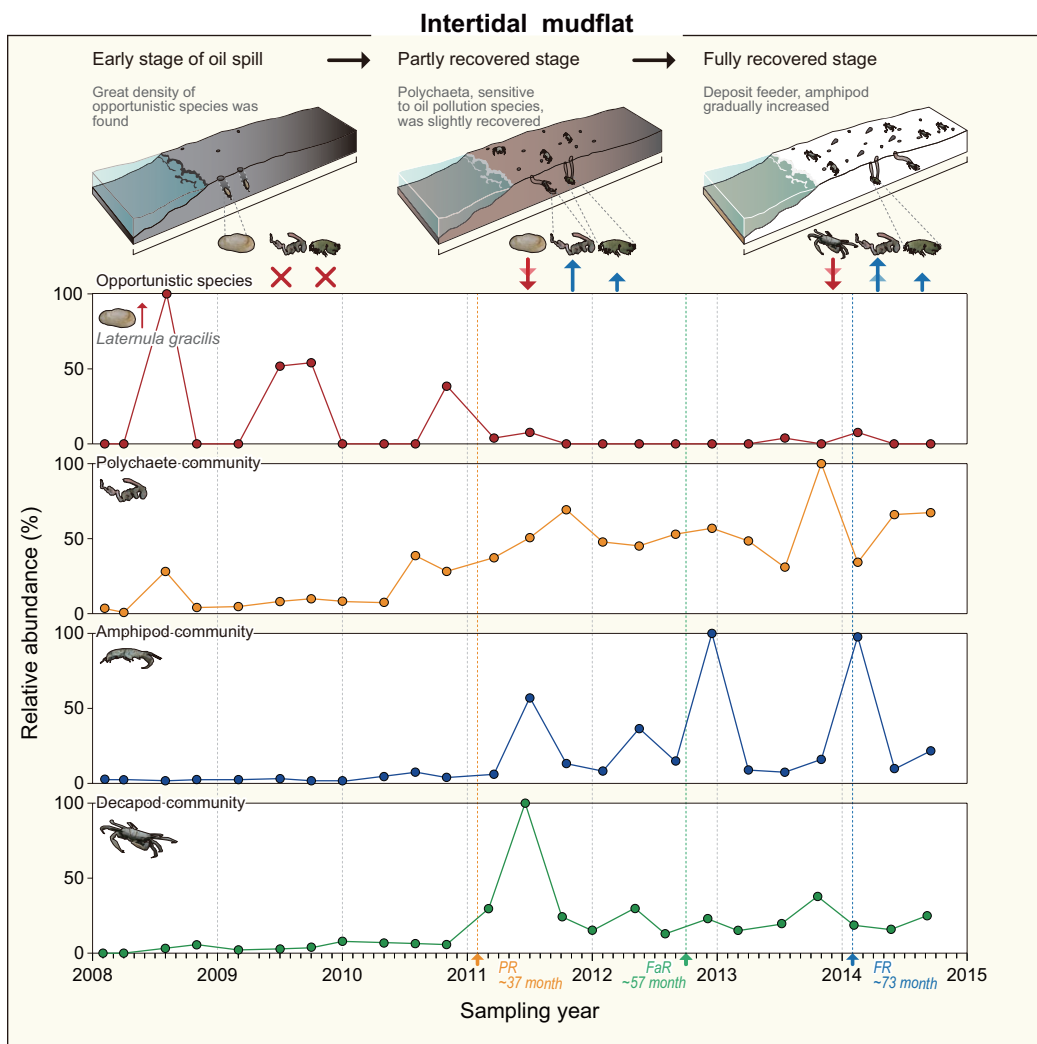 Intertidal mudflat
Early stage of oil spill
Partly recovered stage
Fully recovered stage
Great density of
opportunistic species was
found
Polychaeta, sensitive
to oil pollution species,
was slightly recovered
Deposit feeder, amphipod
gradually increased
Opportunistic species
100
50
0
Laternula gracilis
Polychaete community
100
50
0
Amphipod community
100
50
0
Decapod community
100
50
0
Relative abundance (%)
2008
2009
2010
2011
2012
2013
2014
2015
PR
~37 month
FaR
~57 month
FR
~73 month
Sampling year